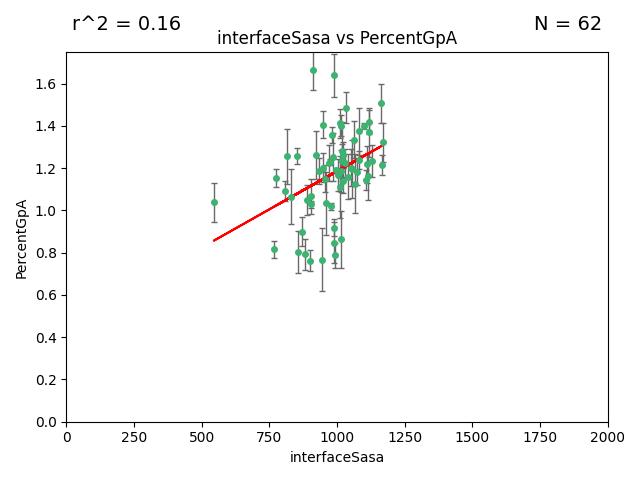 r^2 = 0.16
N = 62
interfaceSasa vs PercentGpA
PercentGpA
1.6
1.4
1.2
1.0
0.8
0.6
0.4
0.2
0.0
0 250 500 750 1000 1250 1500 1750 2000
interfaceSasa